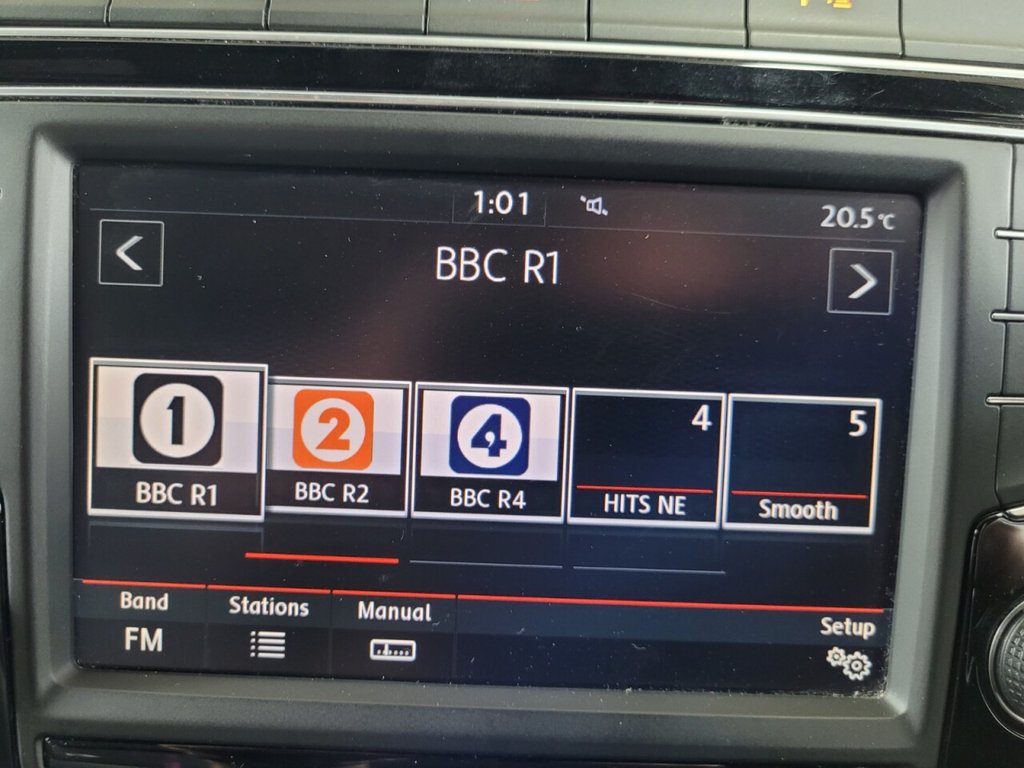 1:01
20.5°C
BBC R1
1
BBC R1
2
BBC R2
4
BBC R4
4
HITS NE
5
Smooth
Band
FM
Stations
Manual
Setup